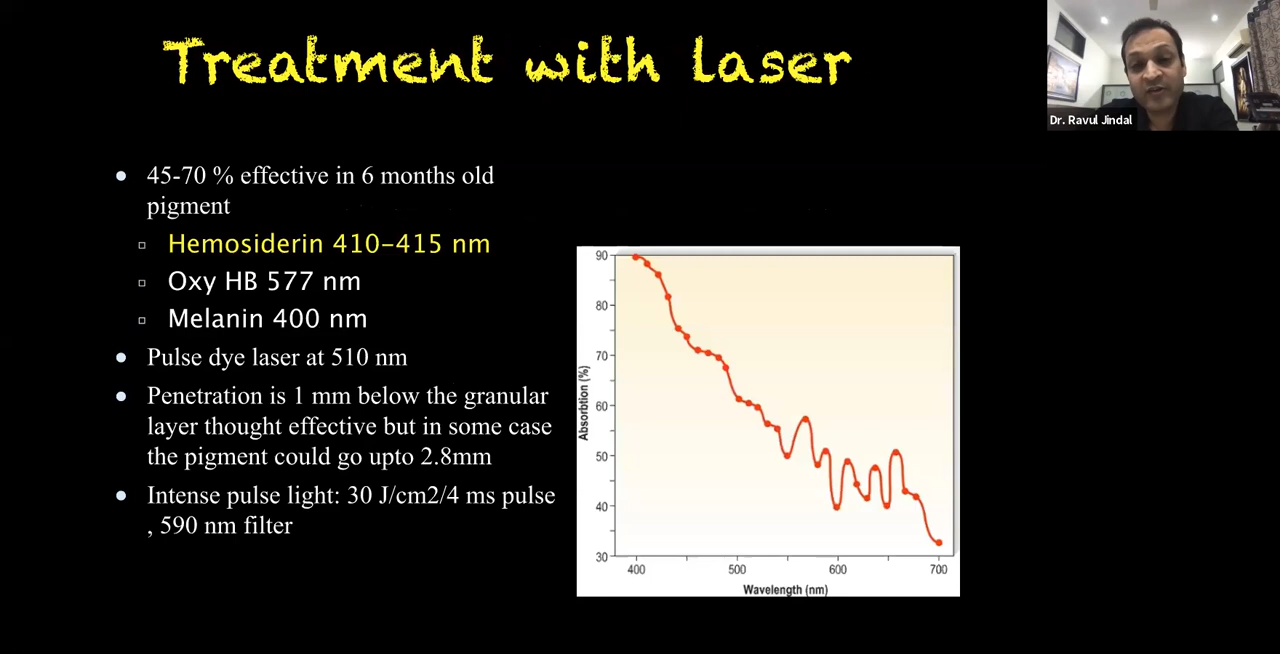 Treatment with laser
Dr. Ravul Jindal
● 45-70 % effective in 6 months old
pigment
▫ Hemosiderin 410-415 nm
▫ Oxy HB 577 nm
▫ Melanin 400 nm
● Pulse dye laser at 510 nm
● Penetration is 1 mm below the granular
layer thought effective but in some case
the pigment could go upto 2.8mm
● Intense pulse light: 30 J/cm2/4 ms pulse
, 590 nm filter
Absorbtion (%)
90
80
70
60
50
40
30
400 500 600 700
Wavelength (nm)